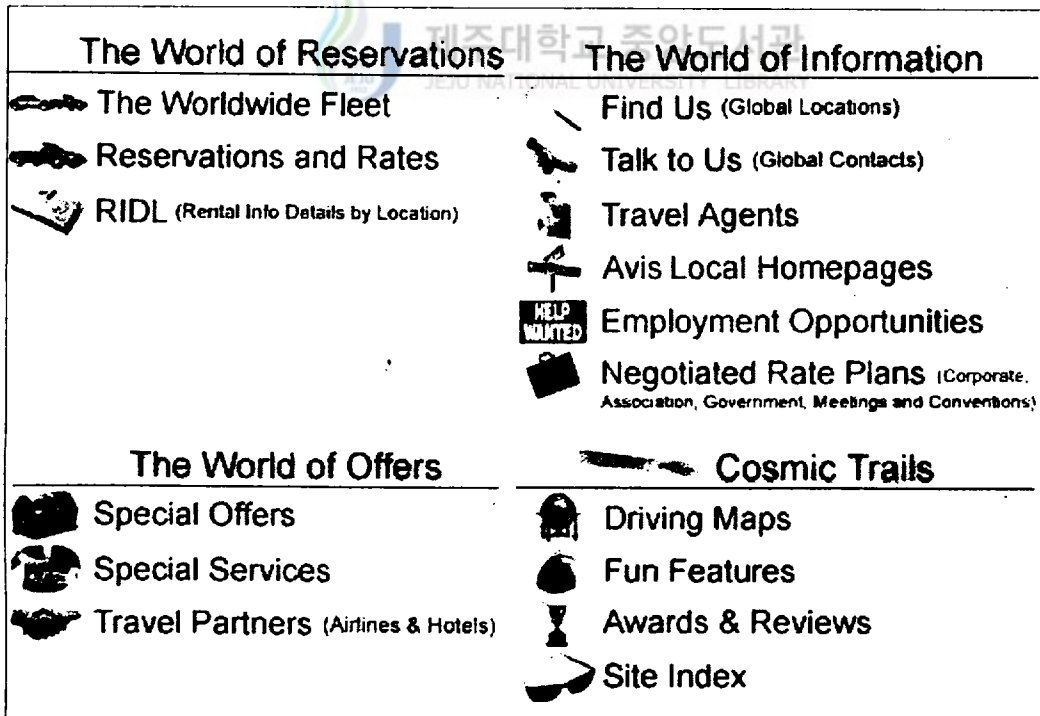 제주대학교 중앙도서관
JEJU NATIONAL UNIVERSITY LIBRARY
The World of Reservations
The Worldwide Fleet
Reservations and Rates
RIDL (Rental Info Details by Location)
The World of Information
Find Us (Global Locations)
Talk to Us (Global Contacts)
Travel Agents
Avis Local Homepages
HELP
WANTED
Employment Opportunities
Negotiated Rate Plans (Corporate,
Association, Government, Meetings and Conventions)
The World of Offers
Special Offers
Special Services
Travel Partners (Airlines & Hotels)
Cosmic Trails
Driving Maps
Fun Features
Awards & Reviews
Site Index